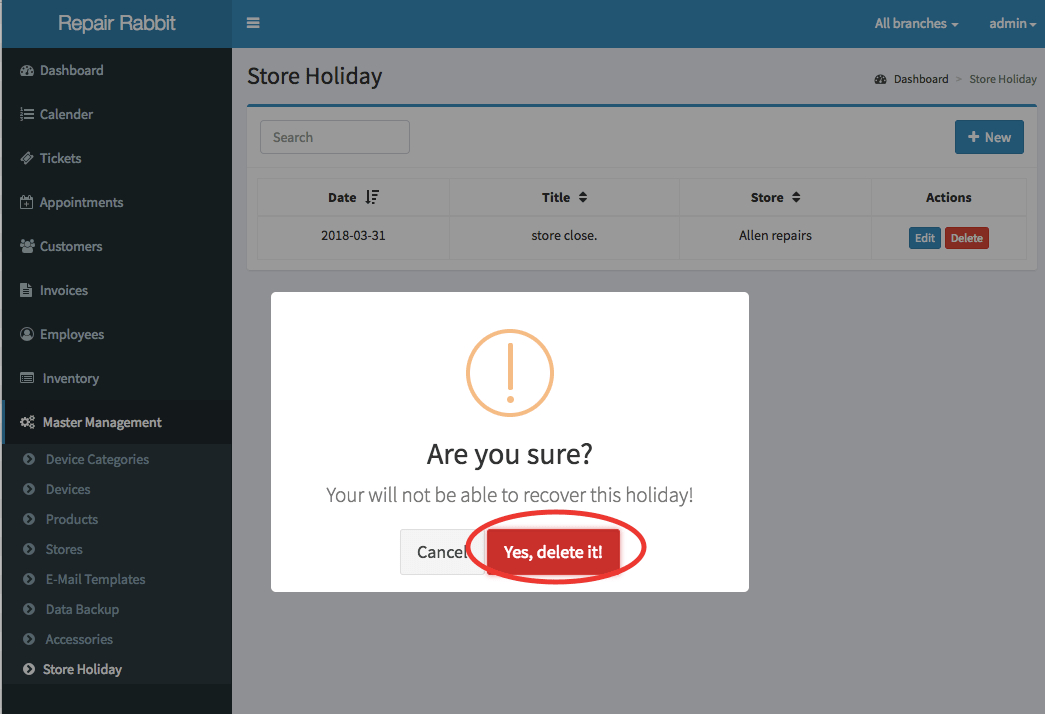 Repair Rabbit
All branches
admin
Dashboard
Calender
Tickets
Appointments
Customers
Invoices
Employees
Inventory
Master Management
Device Categories
Devices
Products
Stores
E-Mail Templates
Data Backup
Accessories
Store Holiday
Store Holiday
Dashboard > Store Holiday
Search
+ New
Date Title Store Actions
2018-03-31 store close. Allen repairs Edit Delete
!
Are you sure?
Your will not be able to recover this holiday!
Cancel Yes, delete it!